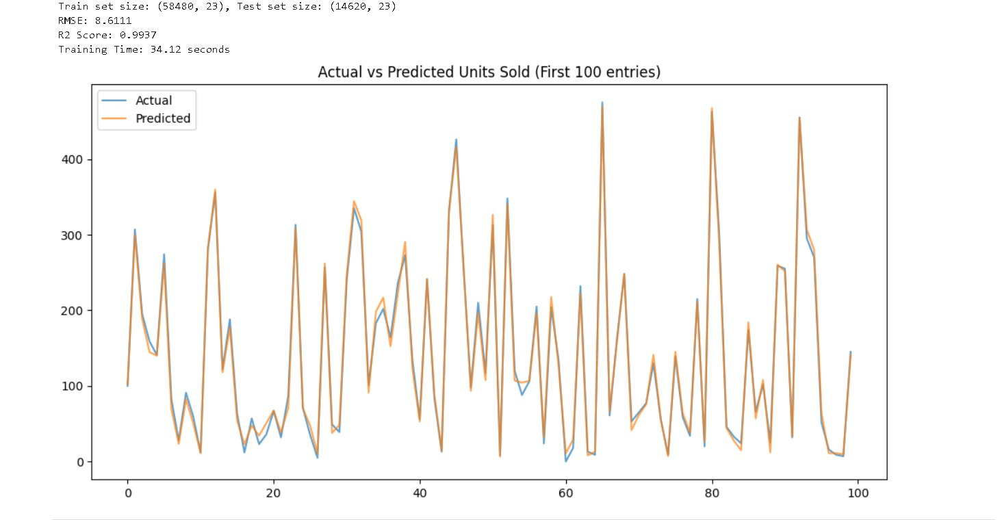 Train set size: (58480, 23), Test set size: (14620, 23)
RMSE: 8.6111
R2 Score: 0.9937
Training Time: 34.12 seconds
Actual vs Predicted Units Sold (First 100 entries)
Actual
Predicted
400
300
200
100
0
0 20 40 60 80 100